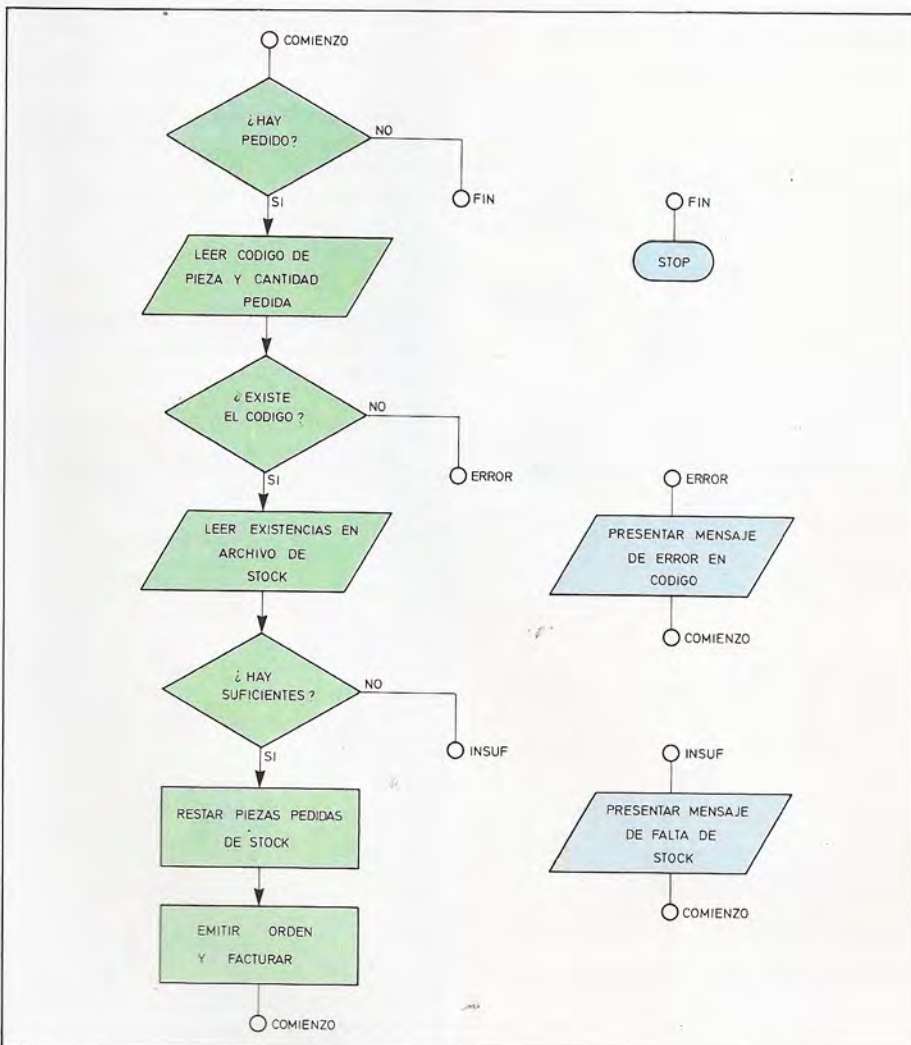 COMIENZO
¿HAY
PEDIDO?
NO
FIN
SI
LEER CODIGO DE
PIEZA Y CANTIDAD
PEDIDA
¿EXISTE
EL CODIGO?
NO
ERROR
SI
LEER EXISTENCIAS EN
ARCHIVO DE
STOCK
¿HAY
SUFICIENTES?
NO
INSUF
SI
RESTAR PIEZAS PEDIDAS
DE STOCK
EMITIR ORDEN
Y FACTURAR
COMIENZO
FIN
STOP
ERROR
PRESENTAR MENSAJE
DE ERROR EN
CODIGO
COMIENZO
INSUF
PRESENTAR MENSAJE
DE FALTA DE
STOCK
COMIENZO